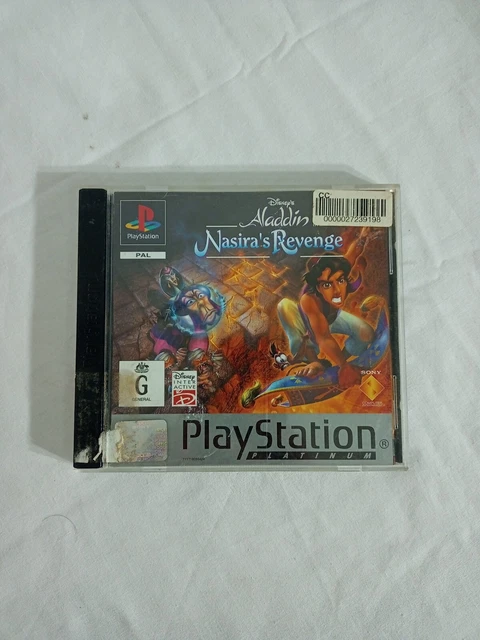 CC
0000027239198
PlayStation
PAL
Disney's
Aladdin
Nasira's Revenge
G
GENERAL
Disney
INTER
ACTIVE
SONY
PlayStation®
PLATINUM